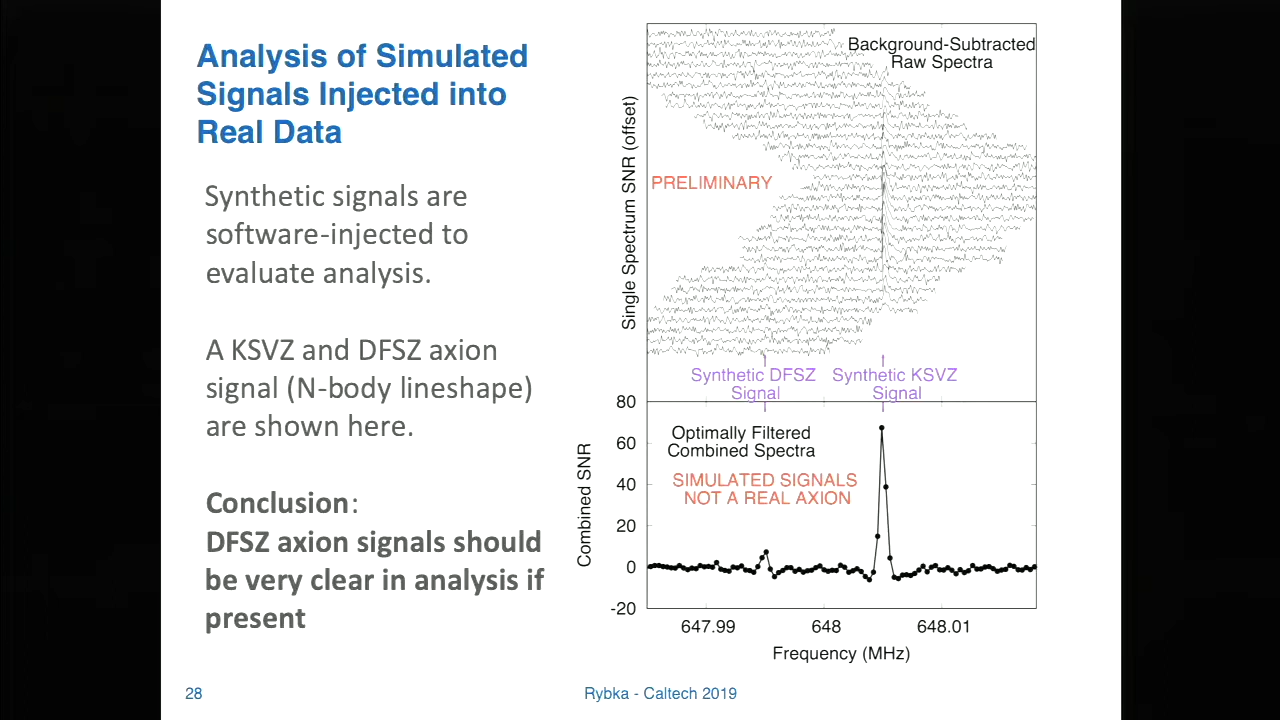 Analysis of Simulated
Signals Injected into
Real Data
Synthetic signals are
software-injected to
evaluate analysis.
A KSVZ and DFSZ axion
signal (N-body lineshape)
are shown here.
Conclusion:
DFSZ axion signals should
be very clear in analysis if
present
Background-Subtracted
Raw Spectra
Single Spectrum SNR (offset)
PRELIMINARY
Synthetic DFSZ
Signal
Synthetic KSVZ
Signal
Optimally Filtered
Combined Spectra
SIMULATED SIGNALS
NOT A REAL AXION
Combined SNR
80
60
40
20
0
-20
647.99
648
648.01
Frequency (MHz)
28
Rybka - Caltech 2019